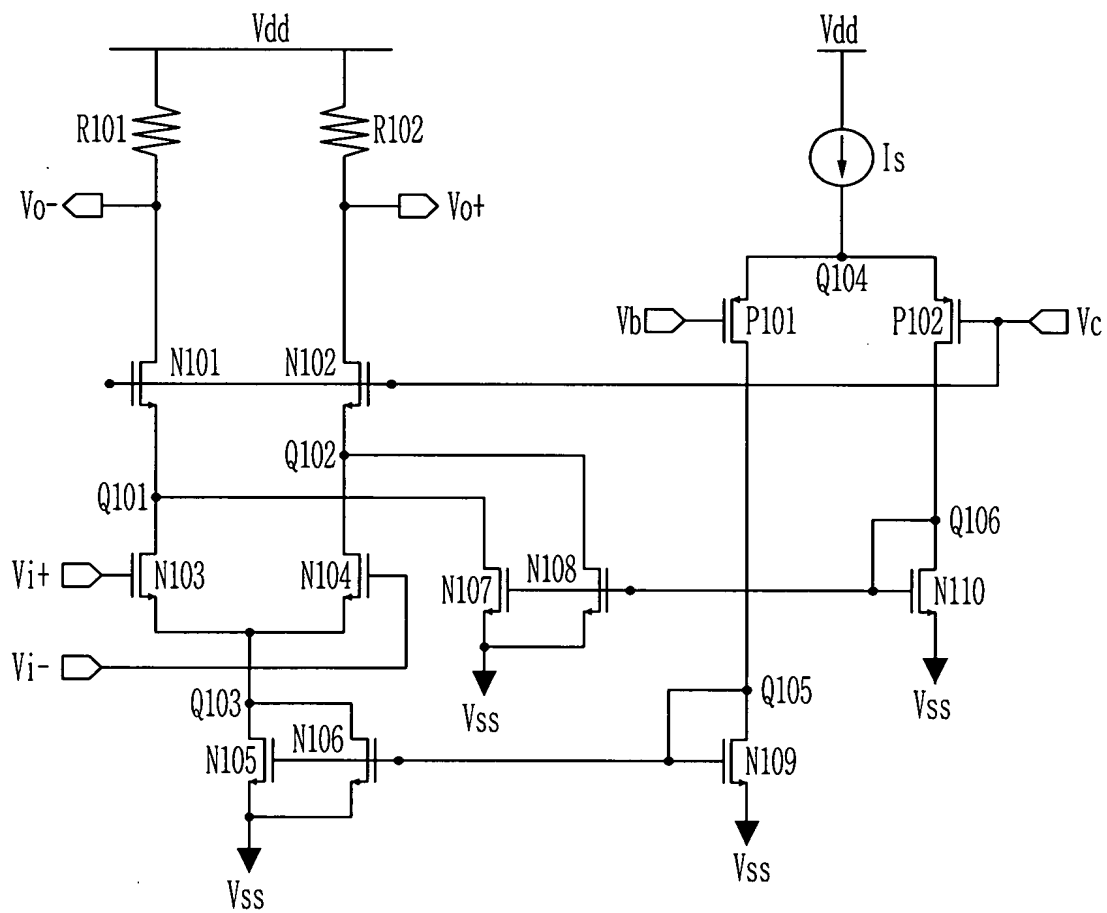 Vdd
Vdd
R101
R102
Is
Vo-
Vo+
Q104
Vb
P101
P102
Vc
N101
N102
Q102
Q101
Q106
Vi+
N103
N104
N107
N108
N110
Vi-
Q103
Vss
Q105
Vss
N105
N106
N109
Vss
Vss